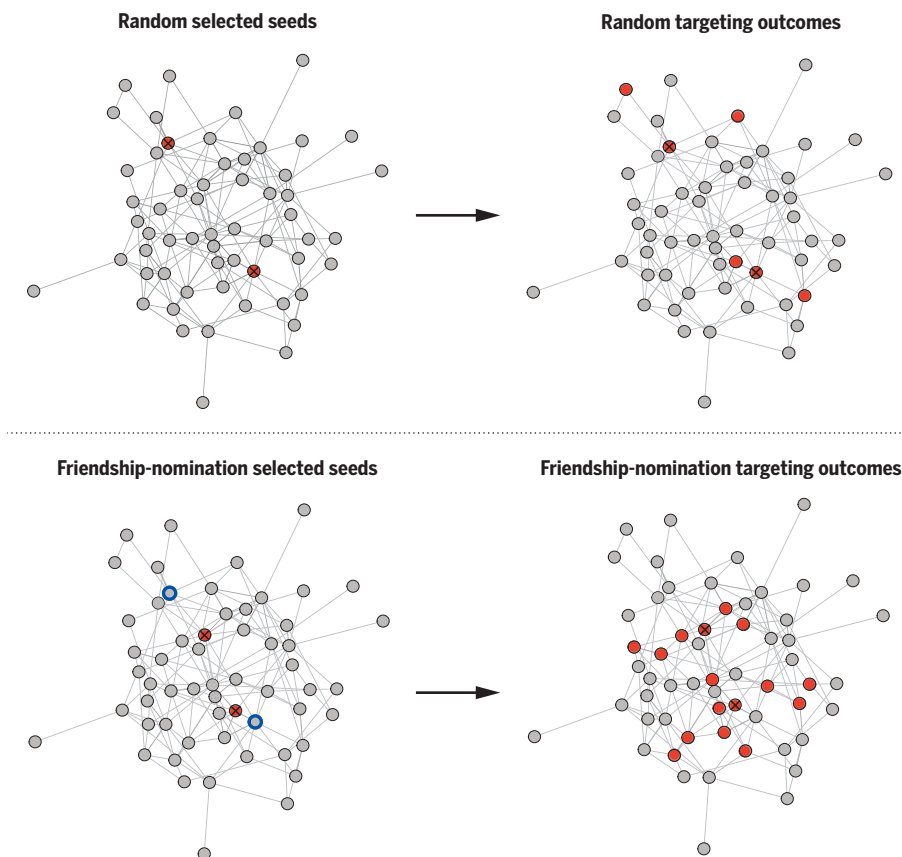 Random selected seeds
Random targeting outcomes
Friendship-nomination selected seeds
Friendship-nomination targeting outcomes